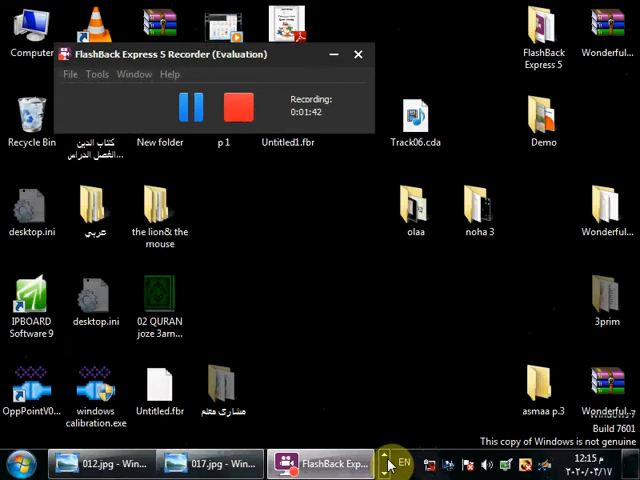 FlashBack Express 5 Recorder (Evaluation)
File Tools Window Help
Recording:
0:01:42
Computer
FlashBack
Express 5
Wonderful...
Recycle Bin
كتاب الدين
الفصل الدراس...
New folder
p 1
Untitled1.fbr
Track06.cda
Demo
desktop.ini
عربي
the lion& the
mouse
olaa
noha 3
Wonderful...
IPBOARD
Software 9
desktop.ini
02 QURAN
joze 3arn...
3prim
OppPointV0...
windows
calibration.exe
Untitled.fbr
asmaa p.3
Wonderful...
Build 7601
This copy of Windows is not genuine
012.jpg - Win...
017.jpg - Win...
FlashBack Exp...
EN
12:15 م
٢٠٢٠/٠٣/١٧